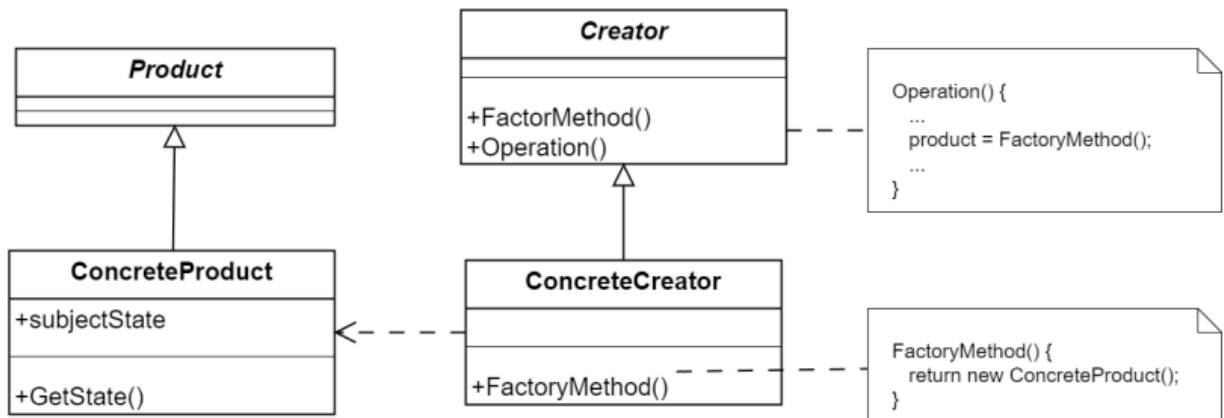 Product
Creator
+FactorMethod()
+Operation()
Operation() {
...
product = FactoryMethod();
...
}
ConcreteProduct
+subjectState
+GetState()
ConcreteCreator
+FactoryMethod()
FactoryMethod() {
return new ConcreteProduct();
}